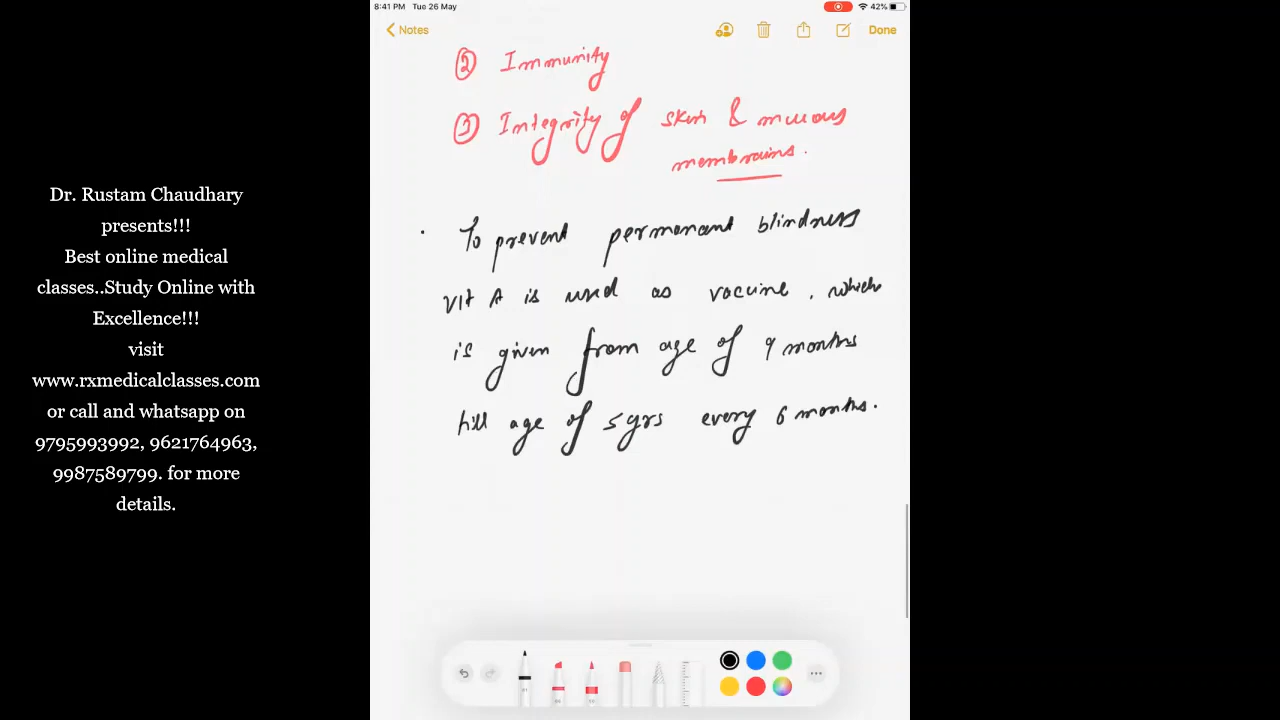 8:41 PM Tue 26 May
42%
Notes
Done
② Immunity
③ Integrity of skin & mucous
membrains.
Dr. Rustam Chaudhary
presents!!!
Best online medical
classes..Study Online with
Excellence!!!
visit
www.rxmedicalclasses.com
or call and whatsapp on
9795993992, 9621764963,
9987589799. for more
details.
• To prevent permanant blindness
vit A is used as vaccine, which
is given from age of 9 months
till age of 5 yrs every 6 months.